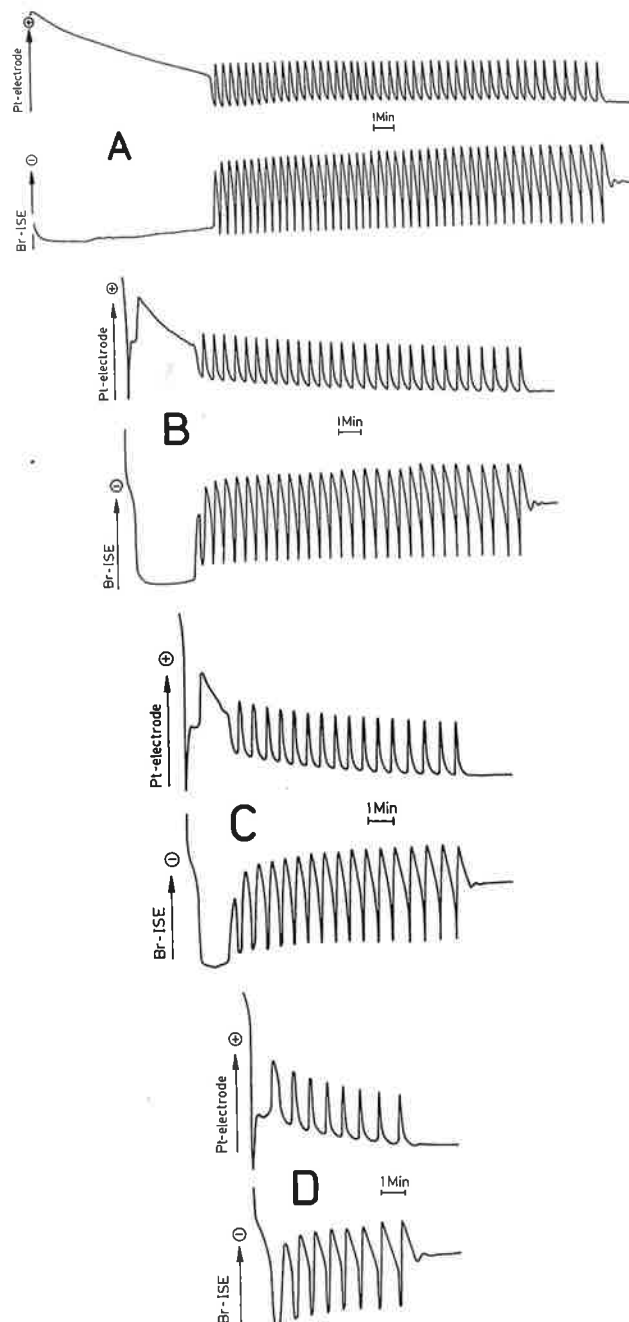 Pt-electrode ⊕
1Min
A
Br-ISE ⊖
Pt-electrode ⊕
1Min
B
Br-ISE ⊖
Pt-electrode ⊕
1Min
C
Br-ISE ⊖
Pt-electrode ⊕
1Min
D
Br-ISE ⊖